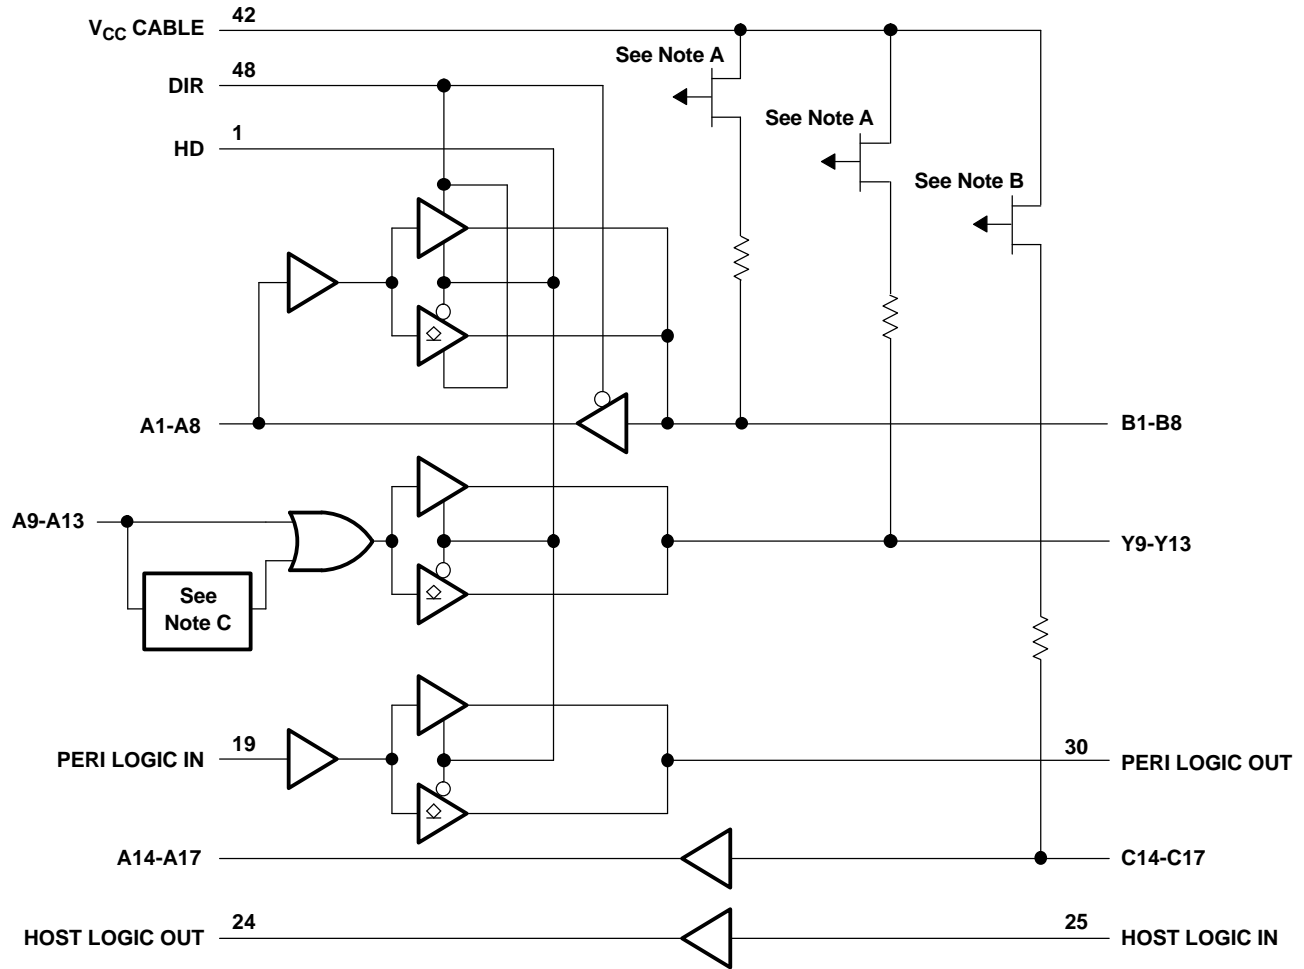 V_CC CABLE 42
See Note A
DIR 48
See Note A
HD 1
See Note B
A1-A8
B1-B8
A9-A13
Y9-Y13
See
Note C
PERI LOGIC IN 19
30 PERI LOGIC OUT
A14-A17
C14-C17
HOST LOGIC OUT 24
25 HOST LOGIC IN